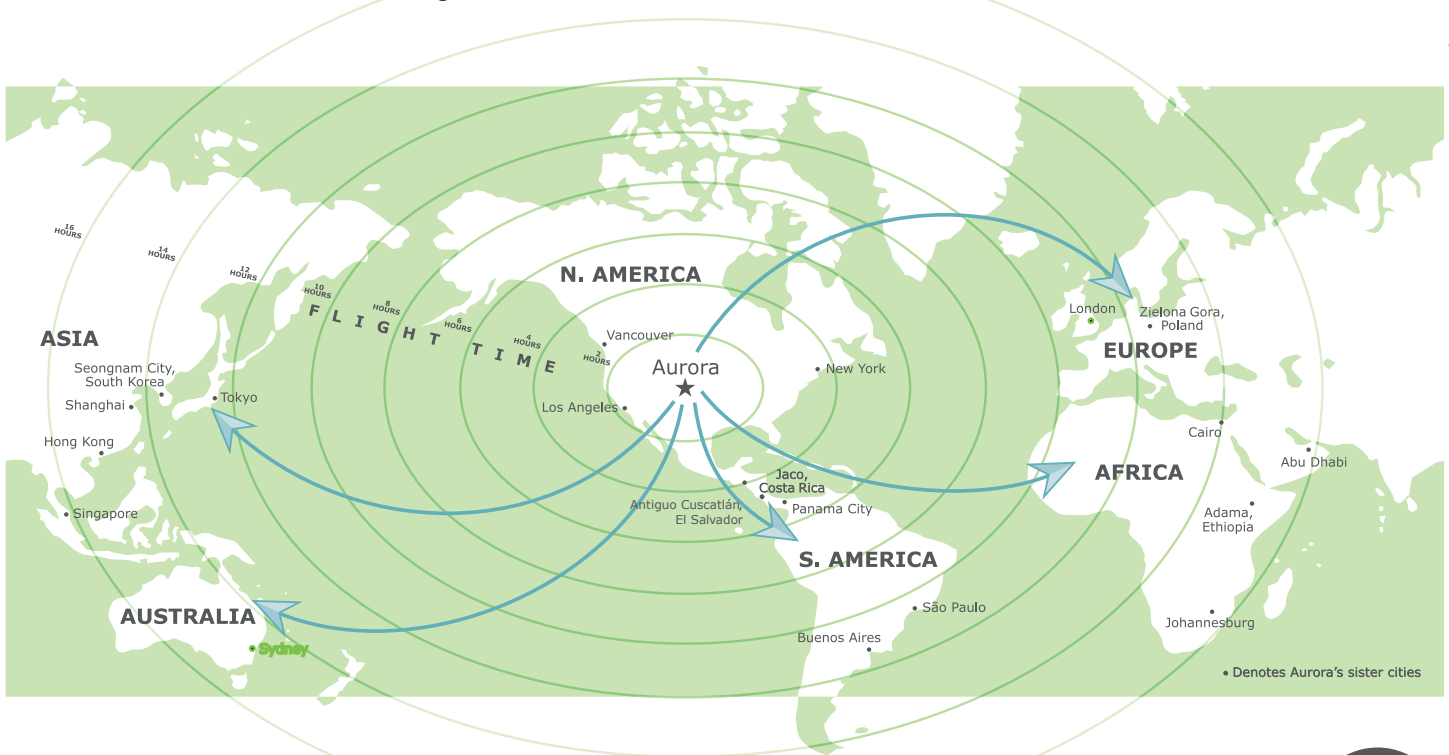 16
HOURS
14
HOURS
12
HOURS
10
HOURS
8
HOURS
6
HOURS
4
HOURS
2
HOURS
FLIGHT TIME
N. AMERICA
Vancouver
Aurora
New York
Los Angeles
London
Zielona Gora,
Poland
EUROPE
ASIA
Seongnam City,
South Korea
Shanghai
Tokyo
Hong Kong
Singapore
Cairo
Abu Dhabi
AFRICA
Adama,
Ethiopia
Jaco,
Costa Rica
Antiguo Cuscatlán,
El Salvador
Panama City
S. AMERICA
AUSTRALIA
Sydney
São Paulo
Buenos Aires
Johannesburg
• Denotes Aurora’s sister cities